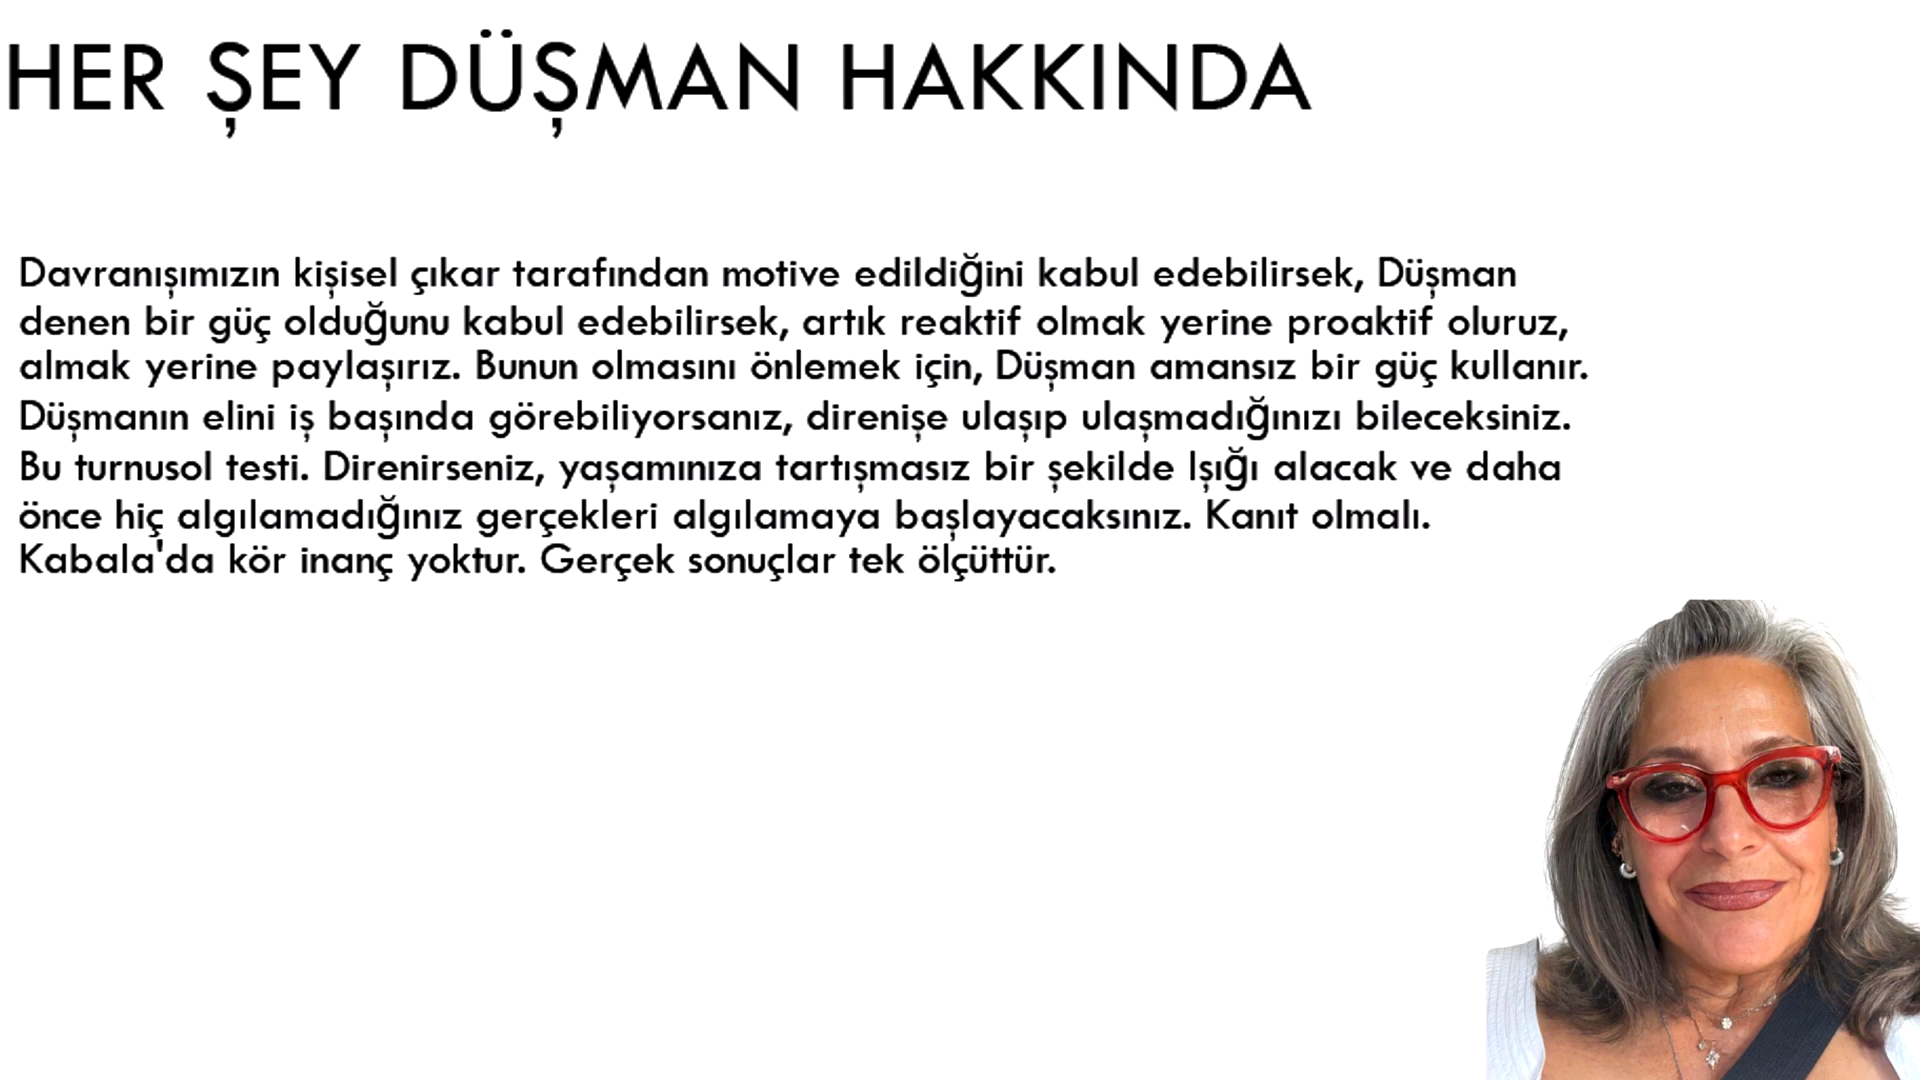 HER ŞEY DÜŞMAN HAKKINDA
Davranışımızın kişisel çıkar tarafından motive edildiğini kabul edebilirsek, Düşman
denen bir güç olduğunu kabul edebilirsek, artık reaktif olmak yerine proaktif oluruz,
almak yerine paylaşırız. Bunun olmasını önlemek için, Düşman amansız bir güç kullanır.
Düşmanın elini iş başında görebiliyorsanız, direnişe ulaşıp ulaşmadığınızı bileceksiniz.
Bu turnusol testi. Direnirseniz, yaşamınıza tartışmasız bir şekilde Işığı alacak ve daha
önce hiç algılamadığınız gerçekleri algılamaya başlayacaksınız. Kanıt olmalı.
Kabala'da kör inanç yoktur. Gerçek sonuçlar tek ölçüttür.